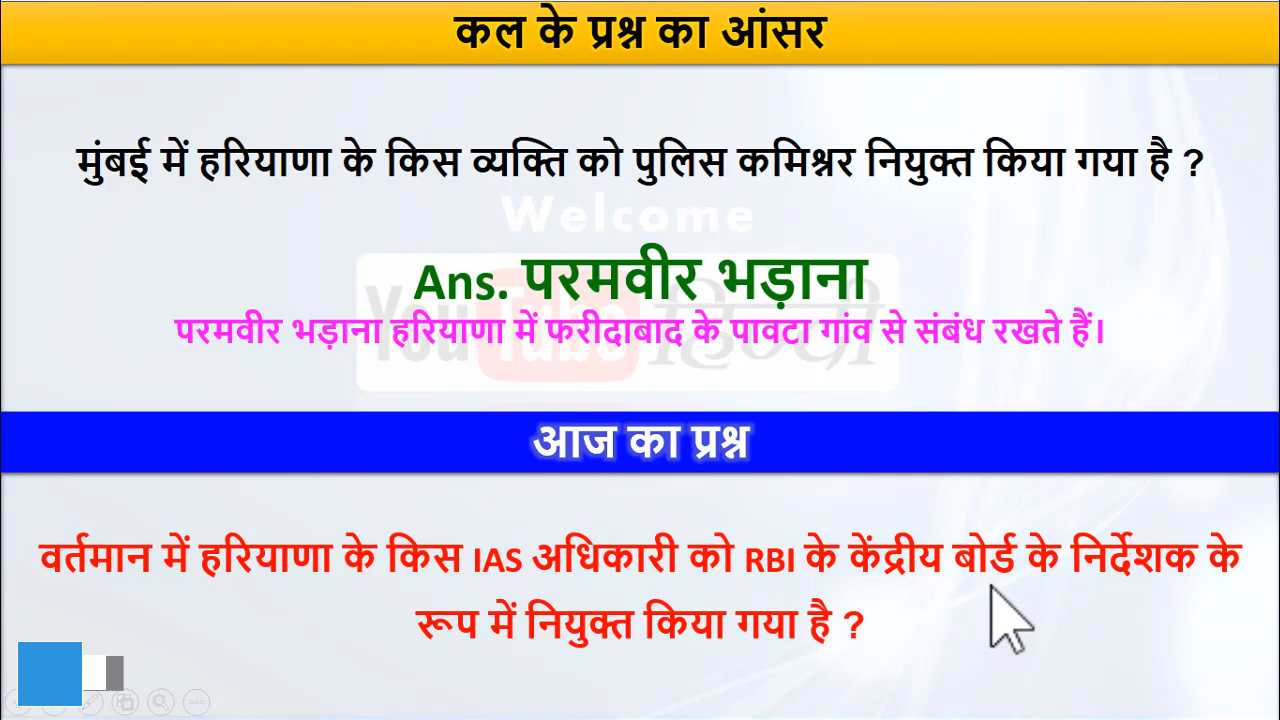 कल के प्रश्न का आंसर
मुंबई में हरियाणा के किस व्यक्ति को पुलिस कमिश्नर नियुक्त किया गया है ?
Welcome
Ans. परमवीर भड़ाना
YouTube हिन्दी
परमवीर भड़ाना हरियाणा में फरीदाबाद के पावटा गांव से संबंध रखते हैं।
आज का प्रश्न
वर्तमान में हरियाणा के किस IAS अधिकारी को RBI के केंद्रीय बोर्ड के निर्देशक के
रूप में नियुक्त किया गया है ?